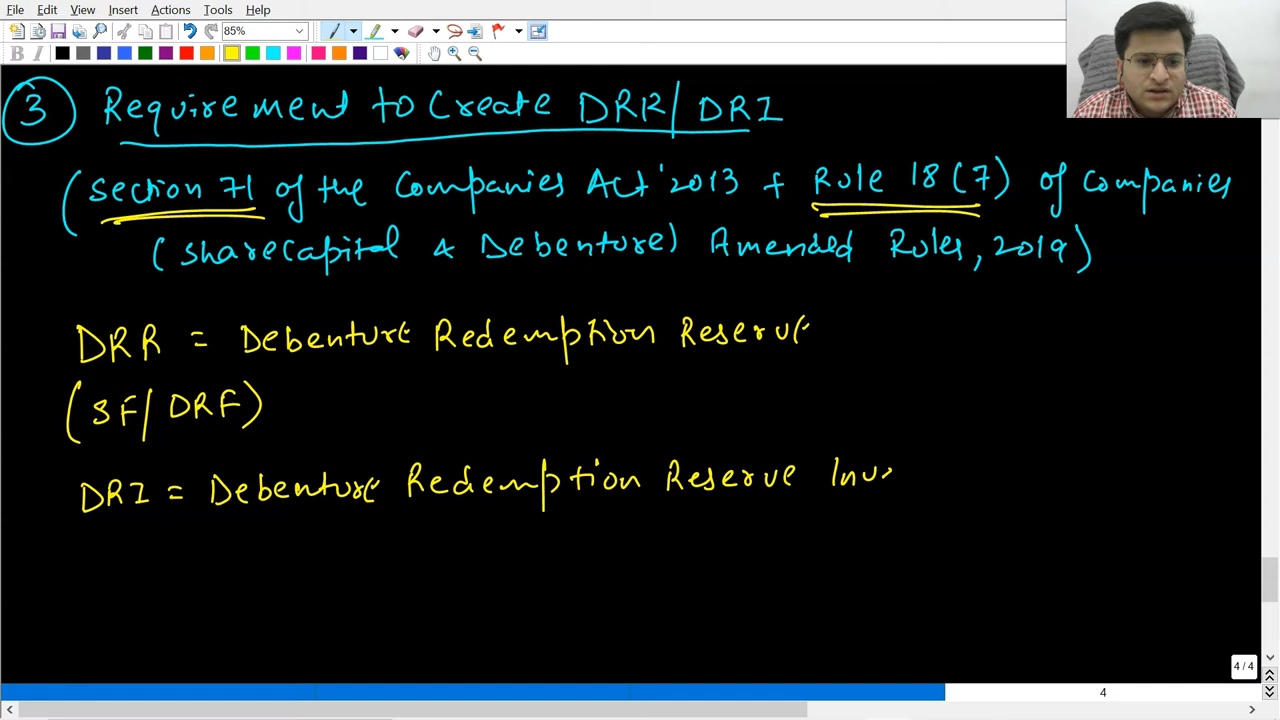 File Edit View Insert Actions Tools Help
85%
B I
3 Requirement to Create DRR/DRI
(Section 71 of the Companies Act'2013 + Rule 18(7) of Companies
(Sharecapital & Debenture) Amended Rules, 2019)
DRR = Debenture Redemption Reserve
(SF/DRF)
DRI = Debenture Redemption Reserve Inv
4 / 4
4